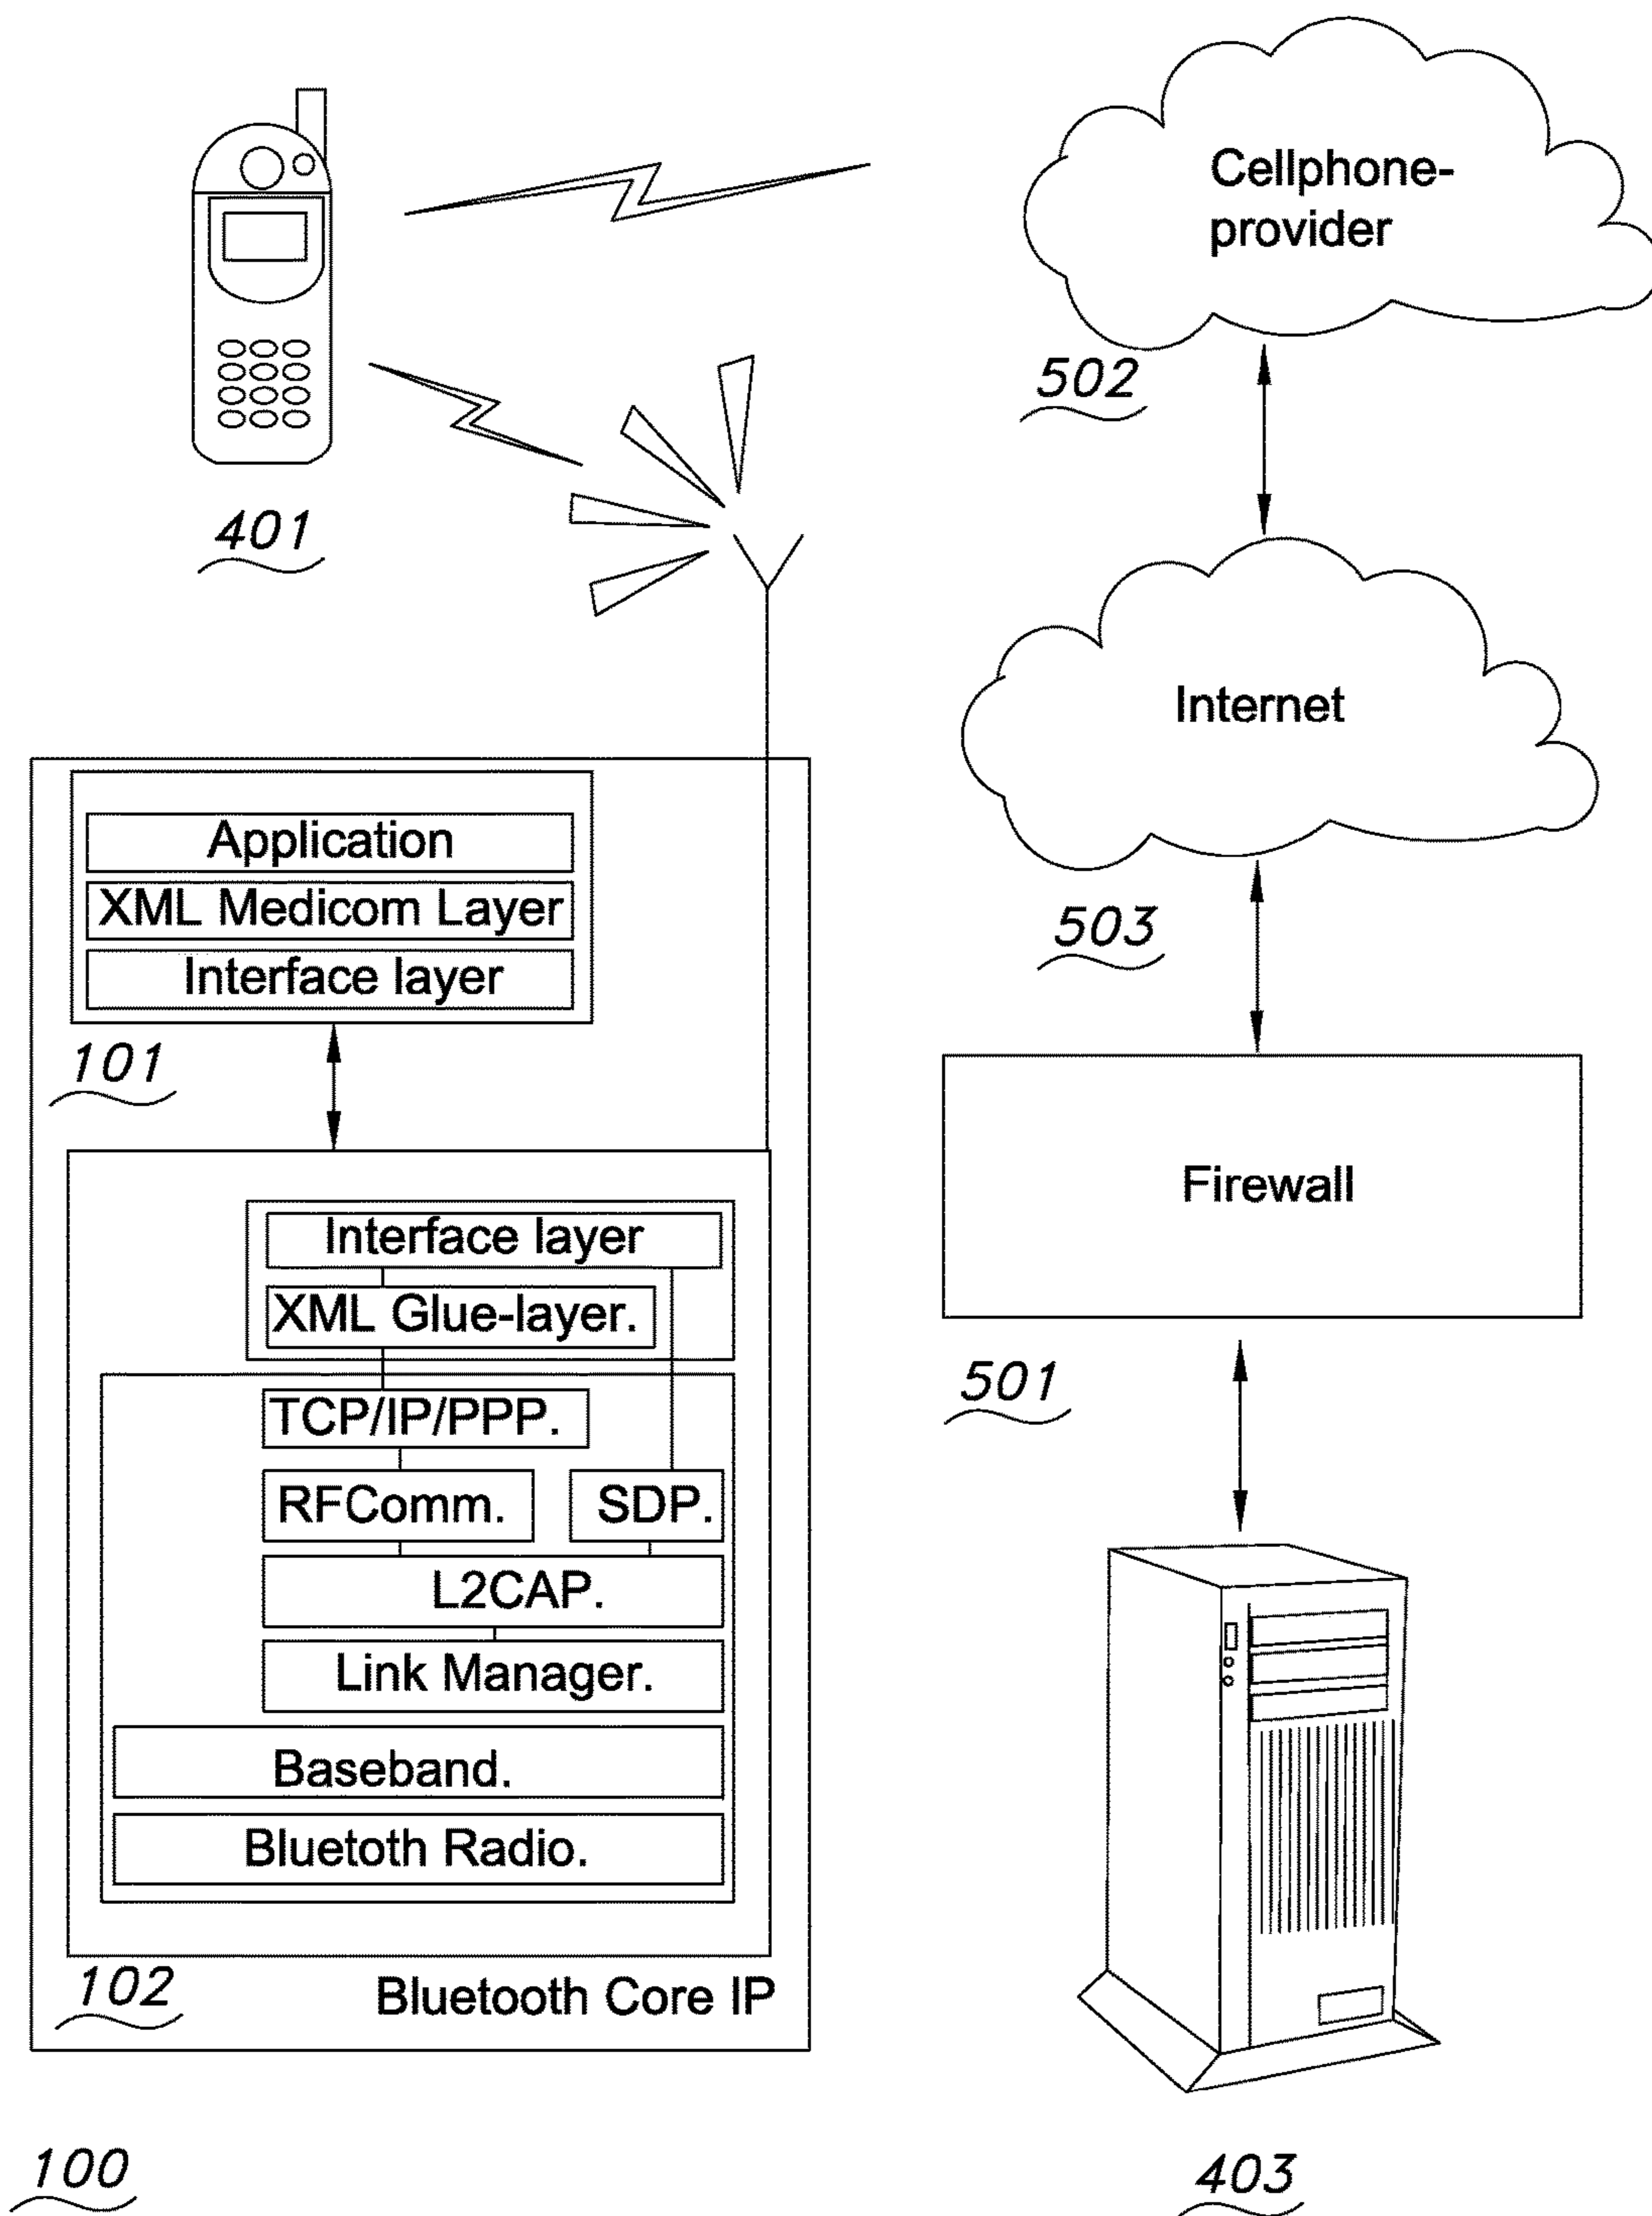 Cellphone-
provider
502
401
Internet
503
Application
XML Medicom Layer
Interface layer
101
Firewall
501
Interface layer
XML Glue-layer.
TCP/IP/PPP.
RFComm.
SDP.
L2CAP.
Link Manager.
Baseband.
Bluetoth Radio.
102
Bluetooth Core IP
100
403